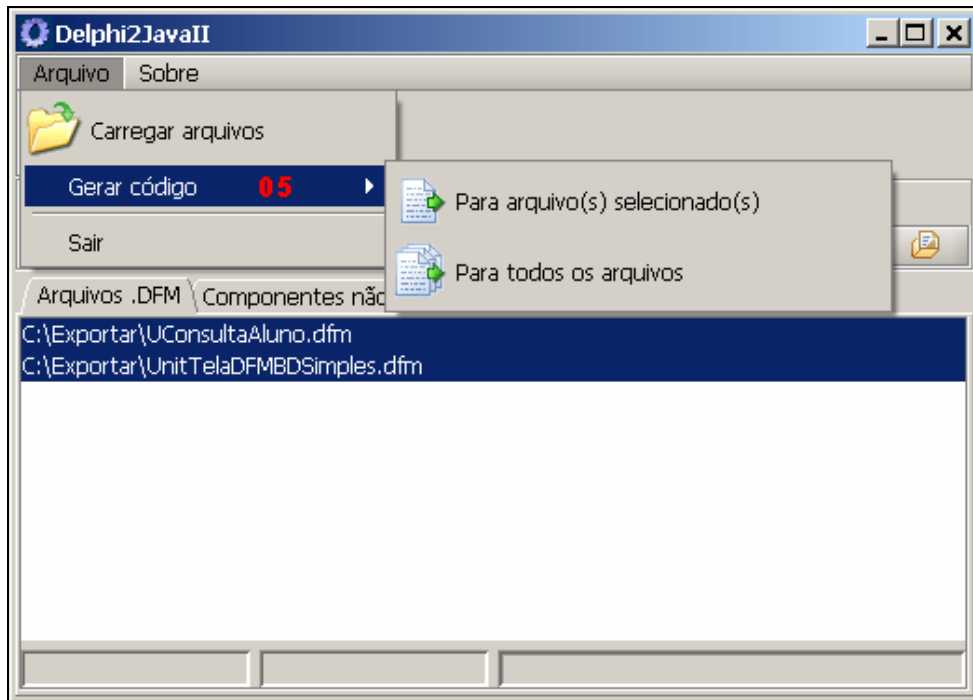 Delphi2JavaII
Arquivo Sobre
Carregar arquivos
Gerar código 05
Para arquivo(s) selecionado(s)
Sair
Para todos os arquivos
Arquivos .DFM Componentes não
C:\Exportar\UConsultaAluno.dfm
C:\Exportar\UnitTelaDFMBDSimples.dfm